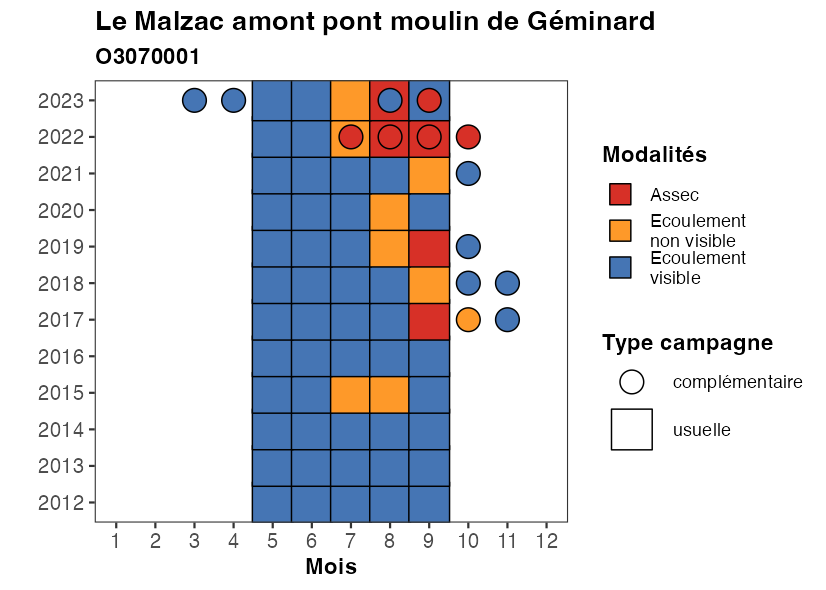 Le Malzac amont pont moulin de Géminard
O3070001
2023
2022
2021
2020
2019
2018
2017
2016
2015
2014
2013
2012
1 2 3 4 5 6 7 8 9 10 11 12
Mois
Modalités
Assec
Ecoulement
non visible
Ecoulement
visible
Type campagne
complémentaire
usuelle